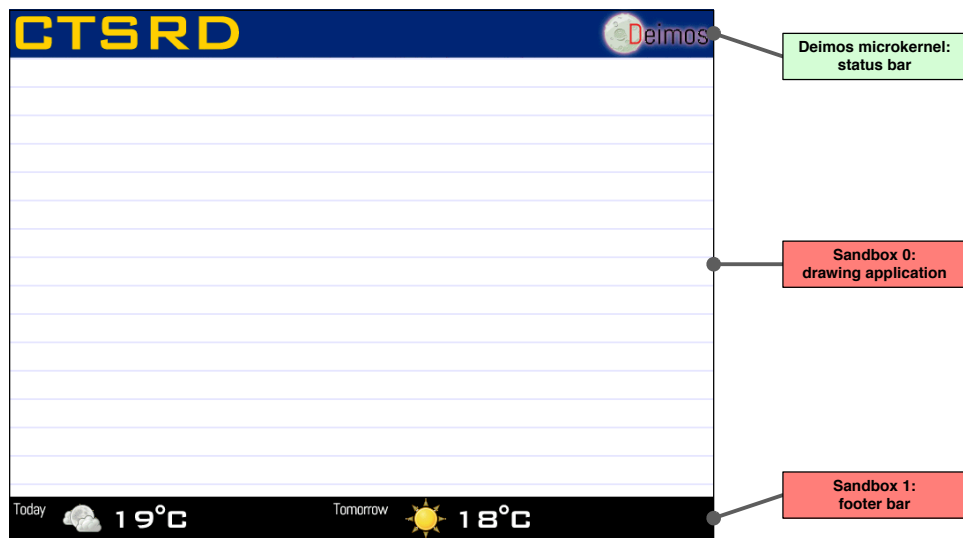 CTSRD
Deimos
Deimos microkernel:
status bar
Sandbox 0:
drawing application
Sandbox 1:
footer bar
Today
19°C
Tomorrow
18°C